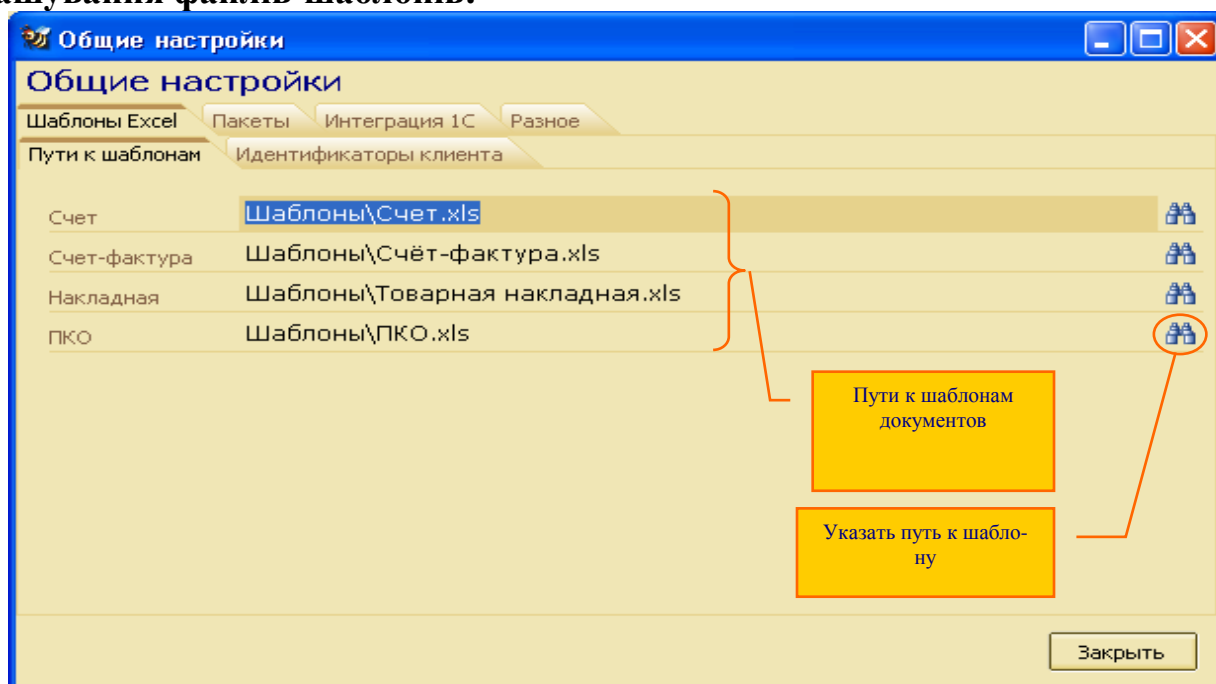 файлів шаблонів.
Общие настройки
Общие настройки
Шаблоны Excel Пакеты Интеграция 1С Разное
Пути к шаблонам Идентификаторы клиента
Счет Шаблоны\Счет.xls
Счет-фактура Шаблоны\Счёт-фактура.xls
Накладная Шаблоны\Товарная накладная.xls
ПКО Шаблоны\ПКО.xls
Пути к шаблонам
документов
Указать путь к шабло-
ну
Закрыть